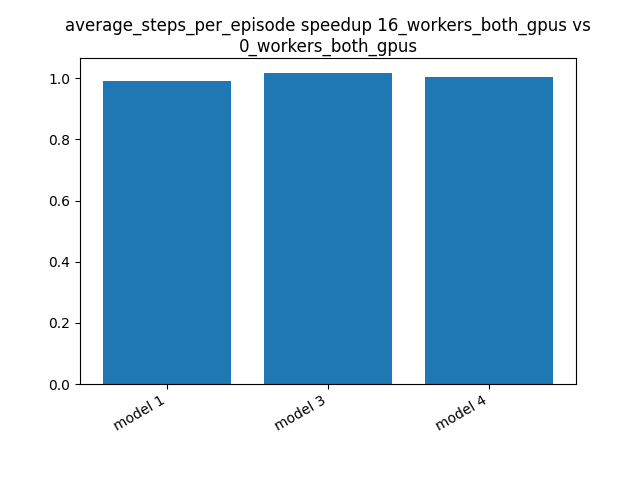 average_steps_per_episode speedup 16_workers_both_gpus vs
0_workers_both_gpus
1.0
0.8
0.6
0.4
0.2
0.0
model 1
model 3
model 4